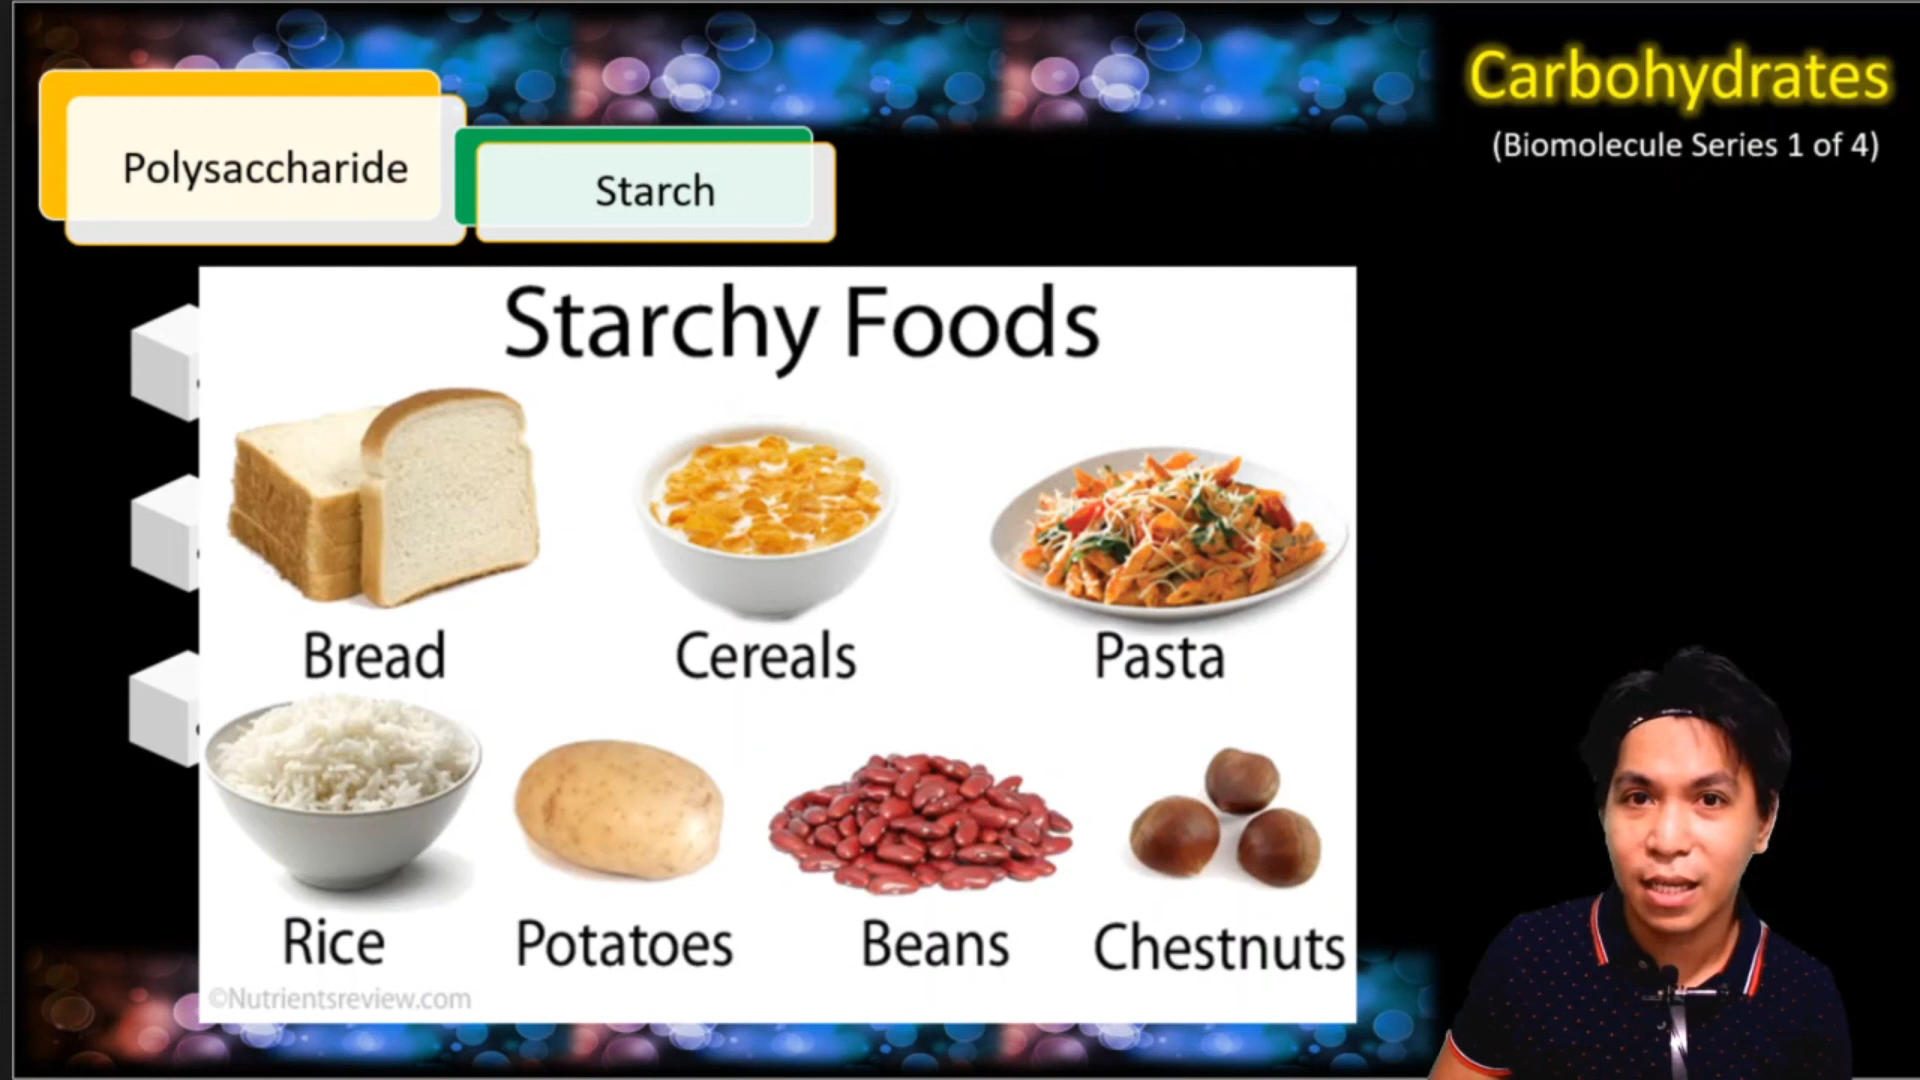 Carbohydrates
(Biomolecule Series 1 of 4)
Polysaccharide
Starch
Starchy Foods
Bread
Cereals
Pasta
Rice
Potatoes
Beans
Chestnuts
©Nutrientsreview.com